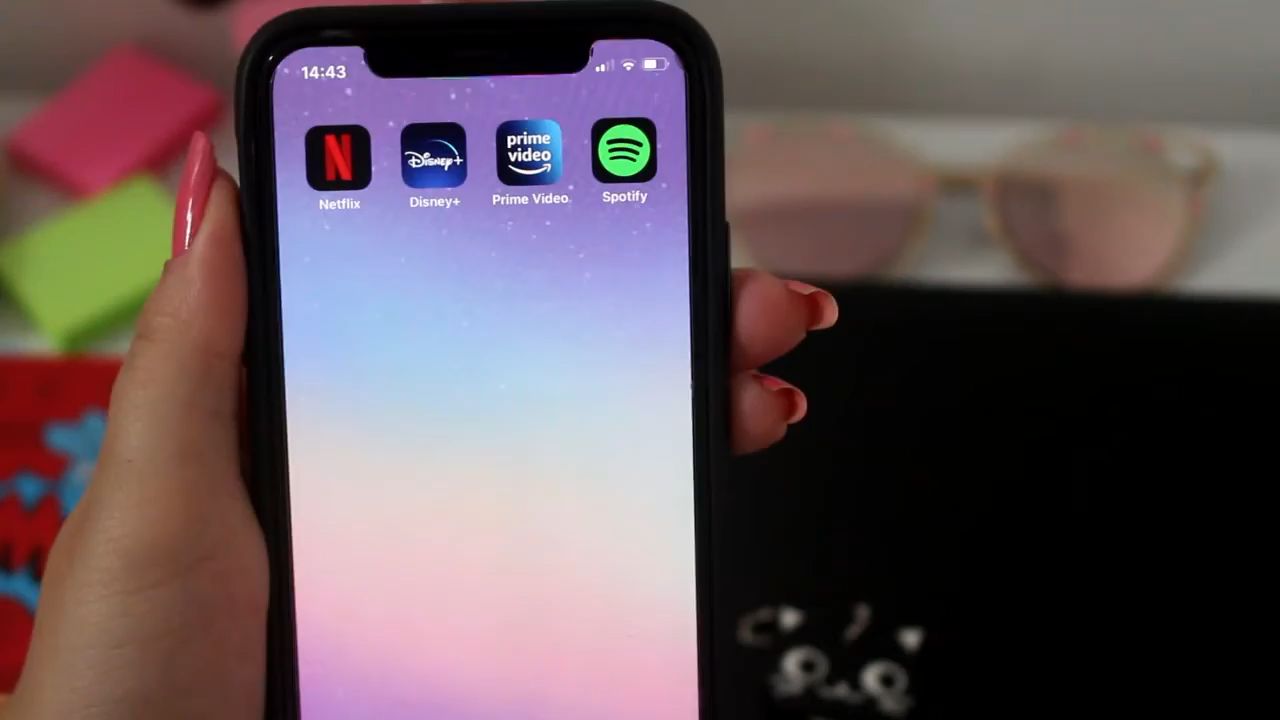 14:43
N
Disney+
prime
video
Netflix
Disney+
Prime Video
Spotify